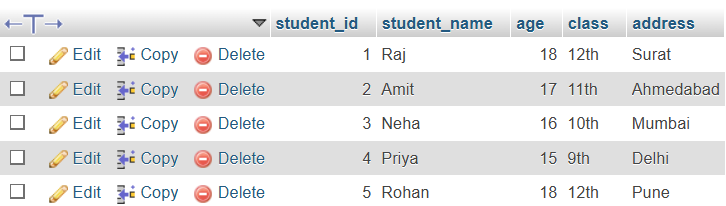 student_id student_name age class address
Edit Copy Delete 1 Raj 18 12th Surat
Edit Copy Delete 2 Amit 17 11th Ahmedabad
Edit Copy Delete 3 Neha 16 10th Mumbai
Edit Copy Delete 4 Priya 15 9th Delhi
Edit Copy Delete 5 Rohan 18 12th Pune